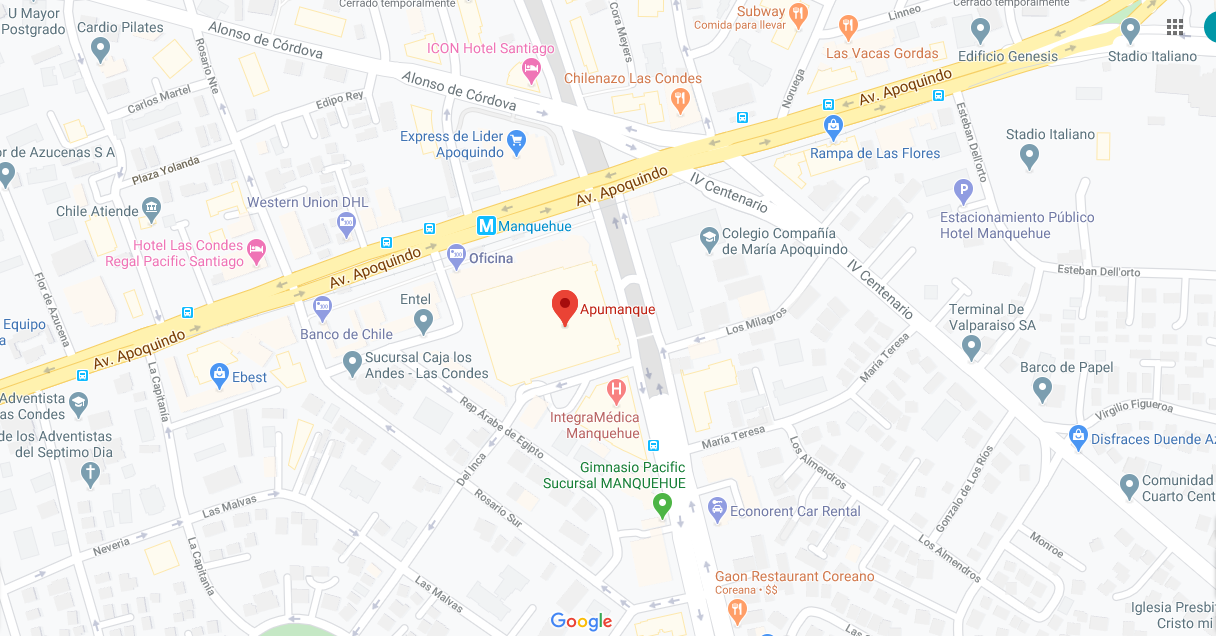 U Mayor
Postgrado
Cardio Pilates
Cerrado temporalmente
Alonso de Córdova
Rosario Nte
Cora Meyers
Subway
Comida para llevar
Linneo
Cerrado temporalmente
Las Vacas Gordas
Edificio Genesis
Stadio Italiano
ICON Hotel Santiago
Chilenazo Las Condes
Alonso de Córdova
Noruega
Av. Apoquindo
Carlos Martel
Edipo Rey
Express de Lider
Apoquindo
Rampa de Las Flores
Esteban Dell'orto
Stadio Italiano
or de Azucenas S A
Plaza Yolanda
Av. Apoquindo
IV Centenario
Chile Atiende
Western Union DHL
Manquehue
Estacionamiento Público
Hotel Manquehue
Colegio Compañía
de María Apoquindo
Hotel Las Condes
Regal Pacific Santiago
Oficina
Av. Apoquindo
IV Centenario
Esteban Dell'orto
Flor de Azucena
Entel
Apumanque
Los Milagros
Terminal De
Valparaiso SA
Equipo
a
Banco de Chile
Av. Apoquindo
Sucursal Caja los
Andes - Las Condes
María Teresa
Barco de Papel
Ebest
La Capitanía
Adventista
as Condes
Rep Arabe de Egipto
IntegraMédica
Manquehue
María Teresa
Virgilio Figueroa
Disfraces Duende Az
de los Adventistas
del Septimo Dia
Del Inca
Los Almendros
Gonzalo de Los Ríos
Gimnasio Pacific
Sucursal MANQUEHUE
Comunidad
Cuarto Cent
Las Malvas
Rosario Sur
Econorent Car Rental
Neveria
La Capitanía
Los Almendros
Monroe
Las Malvas
Gaon Restaurant Coreano
Coreana • $$
Iglesia Presbit
Cristo mi
Google